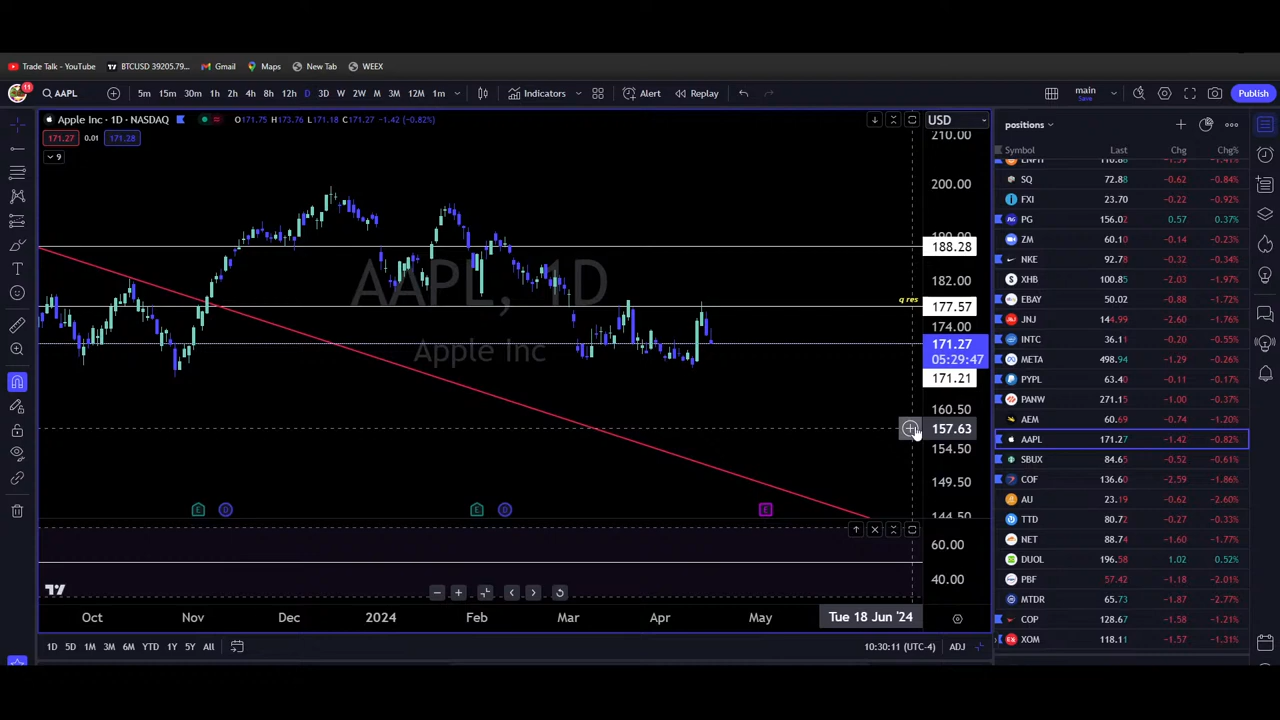 Trade Talk - YouTube BTCUSD 39205.79... Gmail Maps New Tab WEEX
11 AAPL 5m 15m 30m 1h 2h 4h 8h 12h D 3D W 2W M 3M 12M 1m Indicators Alert Replay main Save Publish
Apple Inc · 1D · NASDAQ O171.75 H173.76 L171.18 C171.27 -1.42 (-0.82%) USD
171.27 0.01 171.28
9
positions
Symbol Last Chg Chg%
SQ 72.88 -0.62 -0.84%
FXI 23.70 -0.22 -0.92%
PG 156.02 0.57 0.37%
ZM 60.10 -0.14 -0.23%
NKE 92.78 -0.32 -0.34%
XHB 100.85 -2.03 -1.97%
EBAY 50.02 -0.88 -1.72%
JNJ 144.99 -2.60 -1.76%
INTC 36.11 -0.20 -0.55%
META 498.94 -1.29 -0.26%
PYPL 63.40 -0.11 -0.17%
PANW 271.15 -1.00 -0.37%
AEM 60.69 -0.74 -1.20%
AAPL 171.27 -1.42 -0.82%
SBUX 84.65 -0.52 -0.61%
COF 136.60 -2.59 -1.86%
AU 23.19 -0.62 -2.60%
TTD 80.72 -0.27 -0.33%
NET 88.74 -1.60 -1.77%
DUOL 196.58 1.02 0.52%
PBF 57.42 -1.18 -2.01%
MTDR 65.73 -1.87 -2.77%
COP 128.67 -1.58 -1.21%
XOM 118.11 -1.57 -1.31%
AAPL, 1D
Apple Inc
210.00
200.00
188.28
182.00
q res
177.57
174.00
171.27
05:29:47
171.21
160.50
157.63
154.50
149.50
E D E D E
60.00
40.00
Oct Nov Dec 2024 Feb Mar Apr May Tue 18 Jun '24
1D 5D 1M 3M 6M YTD 1Y 5Y All 10:30:11 (UTC-4) ADJ